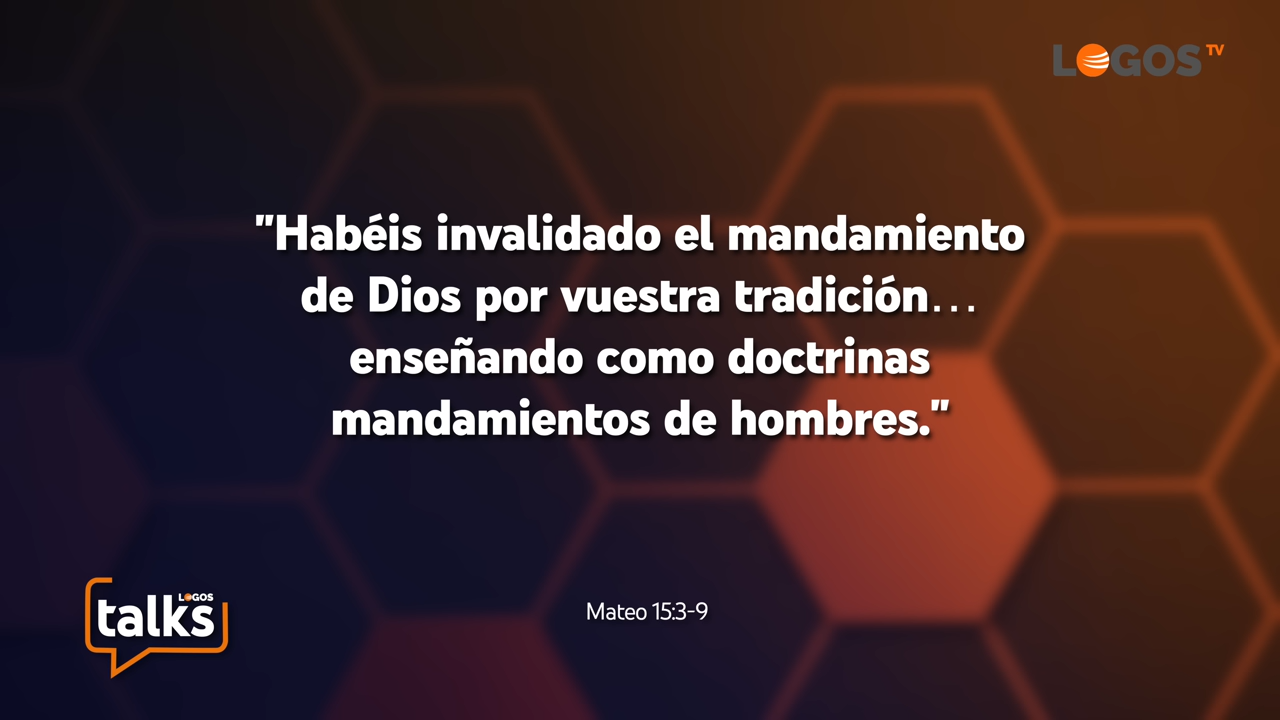 LOGOS TV
"Habéis invalidado el mandamiento
de Dios por vuestra tradición...
enseñando como doctrinas
mandamientos de hombres."
Mateo 15:3-9
LOGOS
talks